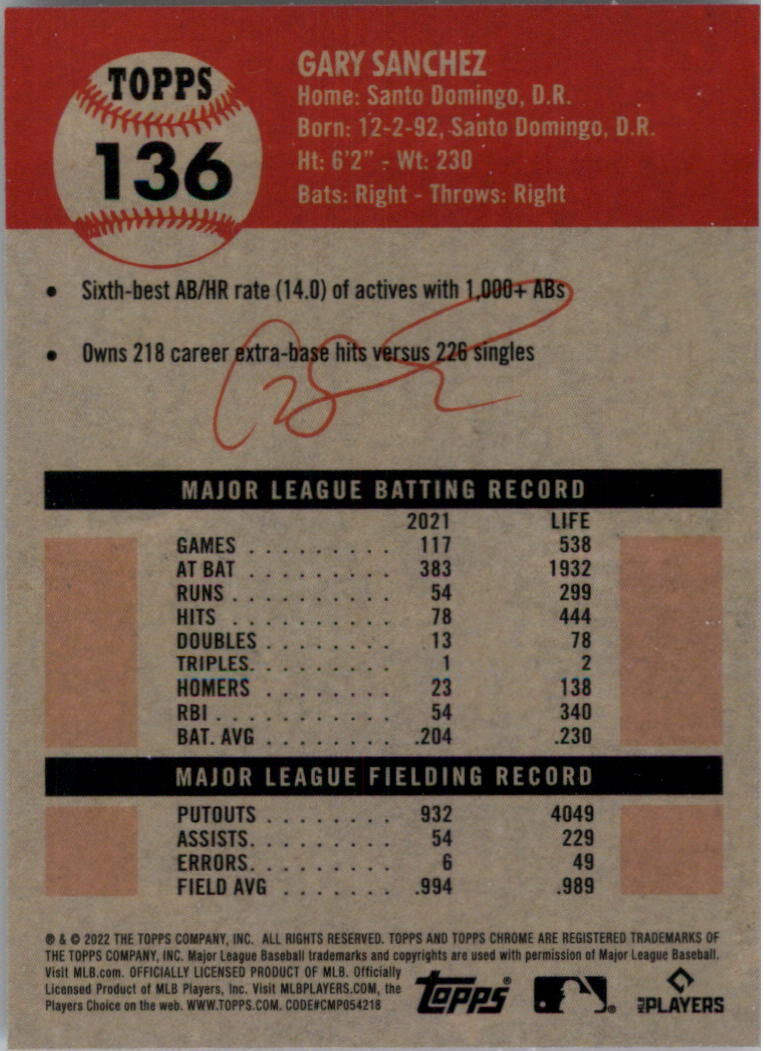 TOPPS
136
GARY SANCHEZ
Home: Santo Domingo, D.R.
Born: 12-2-92, Santo Domingo, D.R.
Ht: 6'2" - Wt: 230
Bats: Right - Throws: Right
• Sixth-best AB/HR rate (14.0) of actives with 1,000+ ABs
• Owns 218 career extra-base hits versus 226 singles
MAJOR LEAGUE BATTING RECORD
2021 LIFE
GAMES . . . . . . . . . . 117 538
AT BAT . . . . . . . . . . 383 1932
RUNS . . . . . . . . . . . 54 299
HITS . . . . . . . . . . 78 444
DOUBLES . . . . . . . . . 13 78
TRIPLES. . . . . . . . . . 1 2
HOMERS . . . . . . . . . 23 138
RBI . . . . . . . . . . . . 54 340
BAT. AVG . . . . . . . . . .204 .230
MAJOR LEAGUE FIELDING RECORD
PUTOUTS . . . . . . . . . 932 4049
ASSISTS. . . . . . . . . . 54 229
ERRORS. . . . . . . . . . 6 49
FIELD AVG . . . . . . . .994 .989
® & © 2022 THE TOPPS COMPANY, INC. ALL RIGHTS RESERVED. TOPPS AND TOPPS CHROME ARE REGISTERED TRADEMARKS OF
THE TOPPS COMPANY, INC. Major League Baseball trademarks and copyrights are used with permission of Major League Baseball.
Visit MLB.com. OFFICIALLY LICENSED PRODUCT OF MLB. Officially
Licensed Product of MLB Players, Inc. Visit MLBPLAYERS.COM, the
Players Choice on the web. WWW.TOPPS.COM. CODE#CMP054218
topps®
MLB PLAYERS